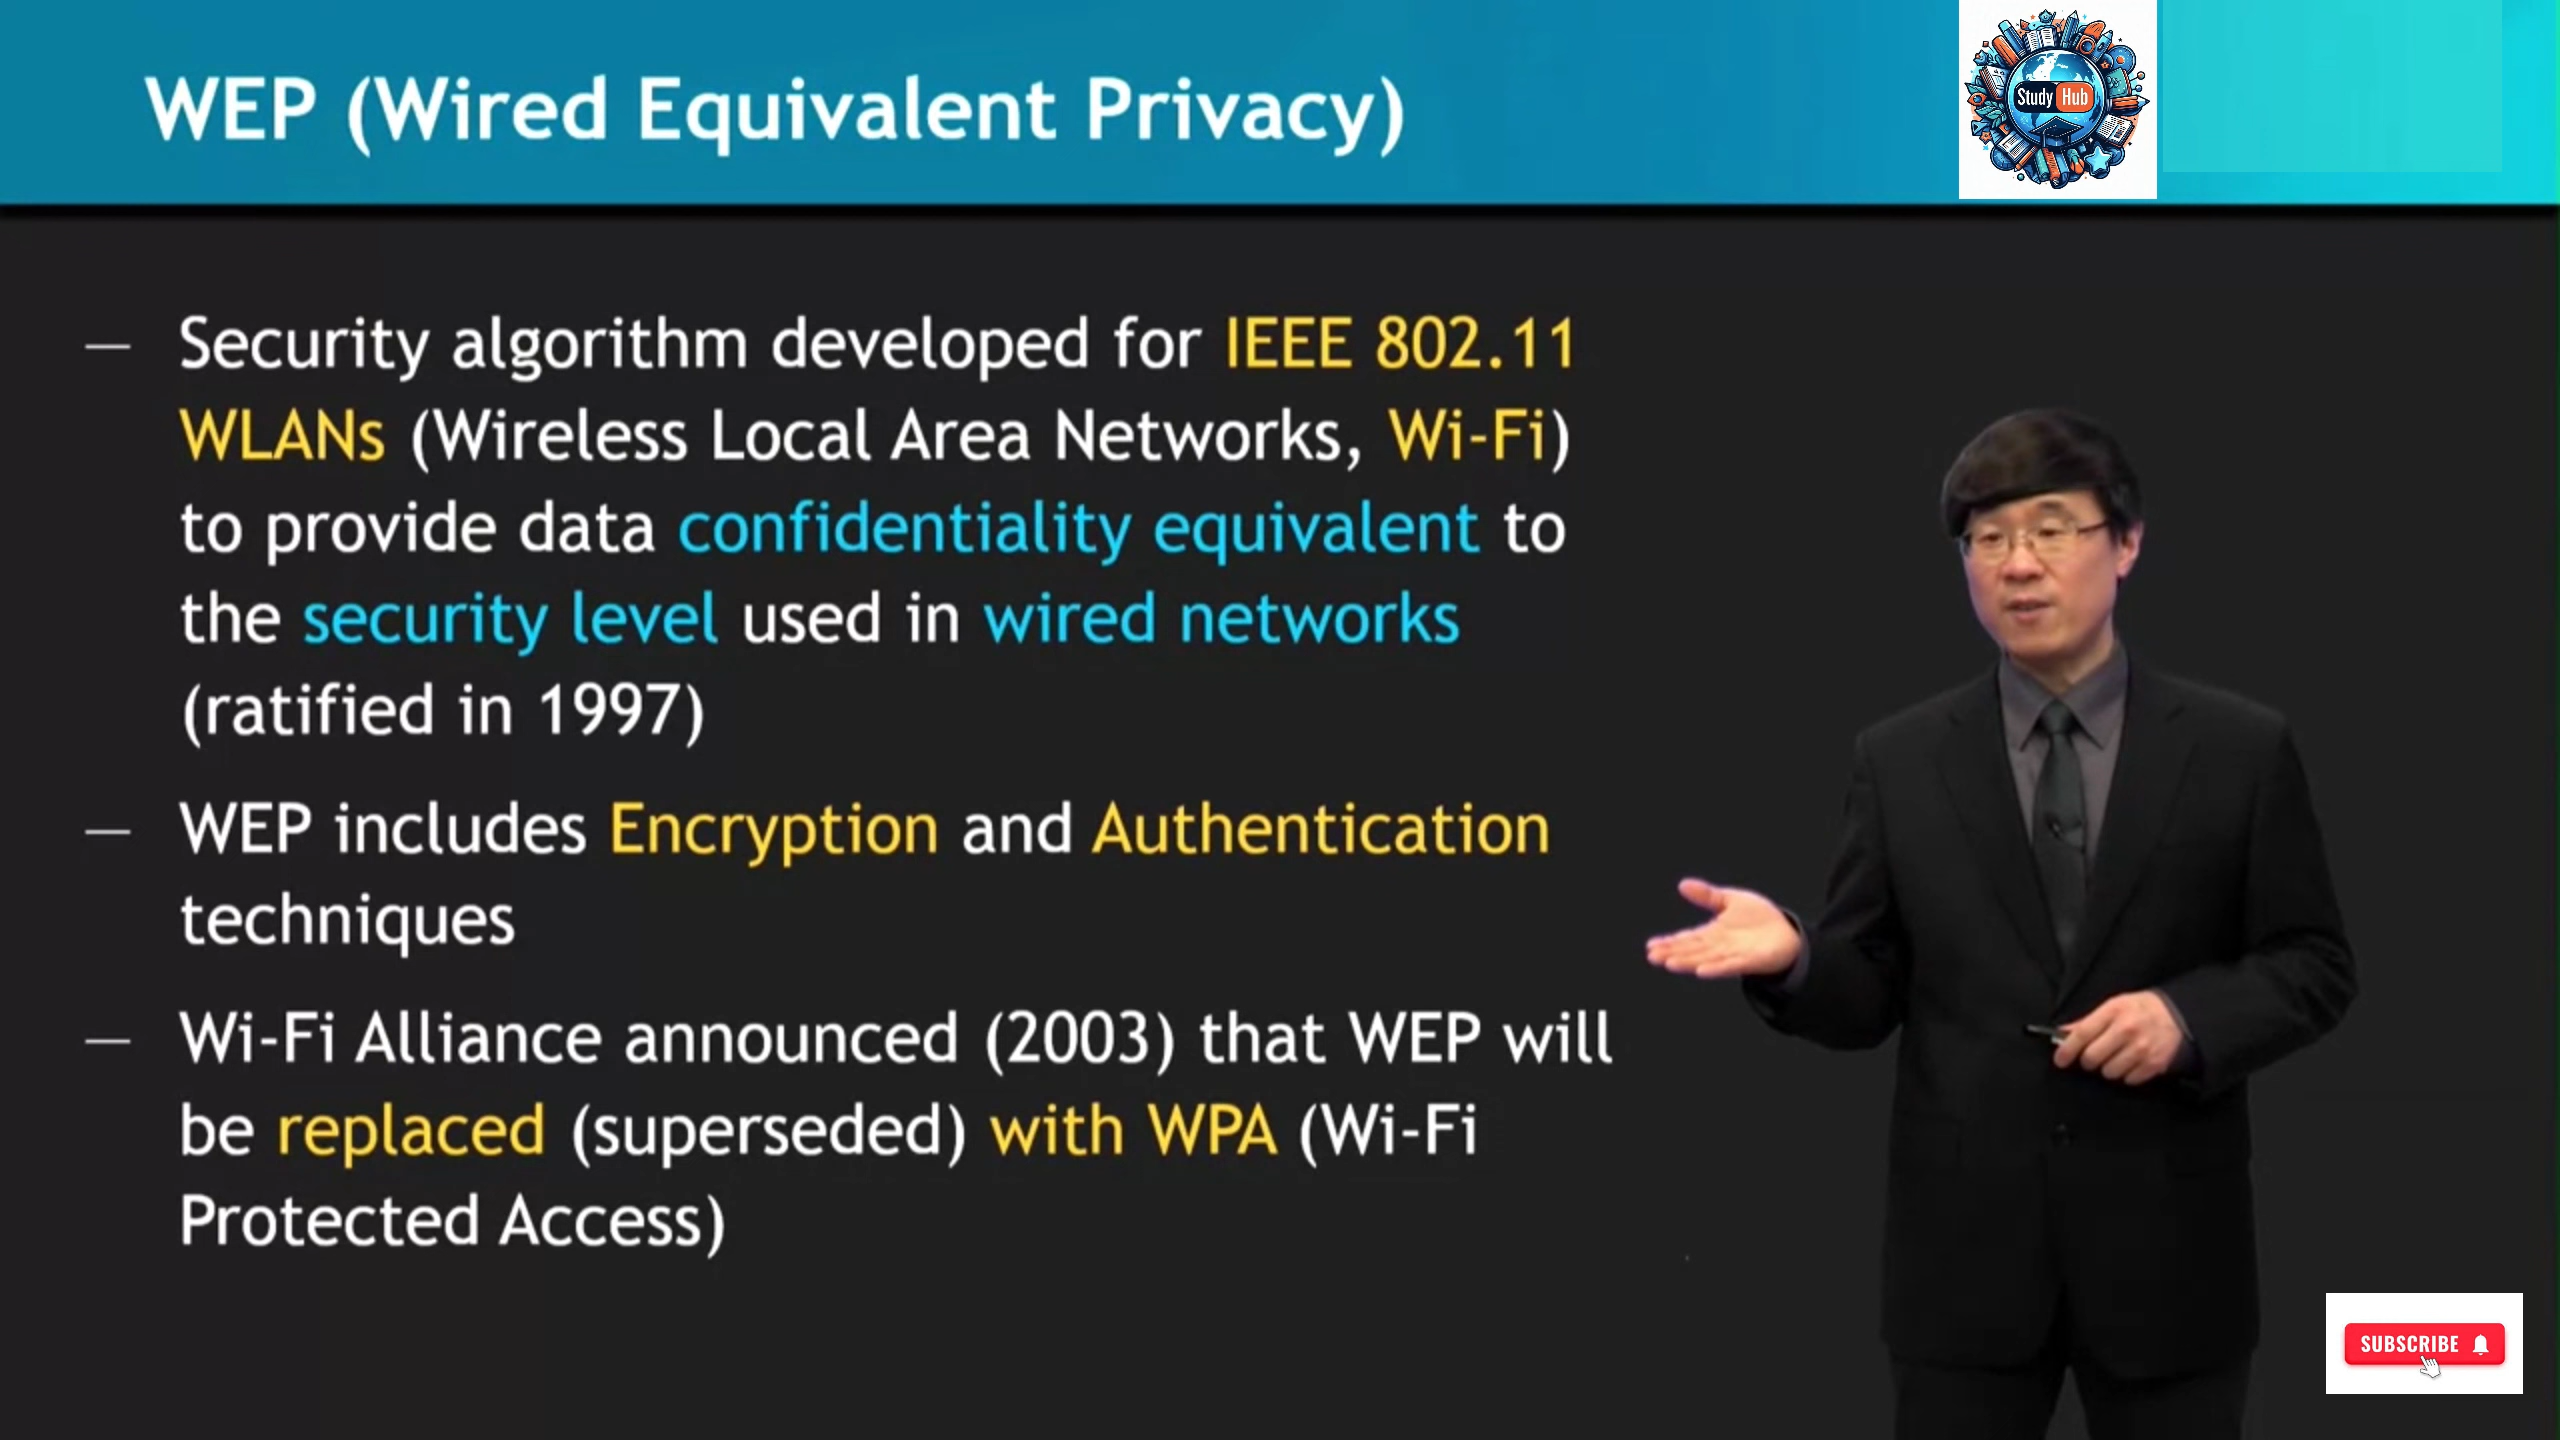 WEP (Wired Equivalent Privacy)
Study Hub
— Security algorithm developed for IEEE 802.11
WLANs (Wireless Local Area Networks, Wi-Fi)
to provide data confidentiality equivalent to
the security level used in wired networks
(ratified in 1997)
— WEP includes Encryption and Authentication
techniques
— Wi-Fi Alliance announced (2003) that WEP will
be replaced (superseded) with WPA (Wi-Fi
Protected Access)
SUBSCRIBE